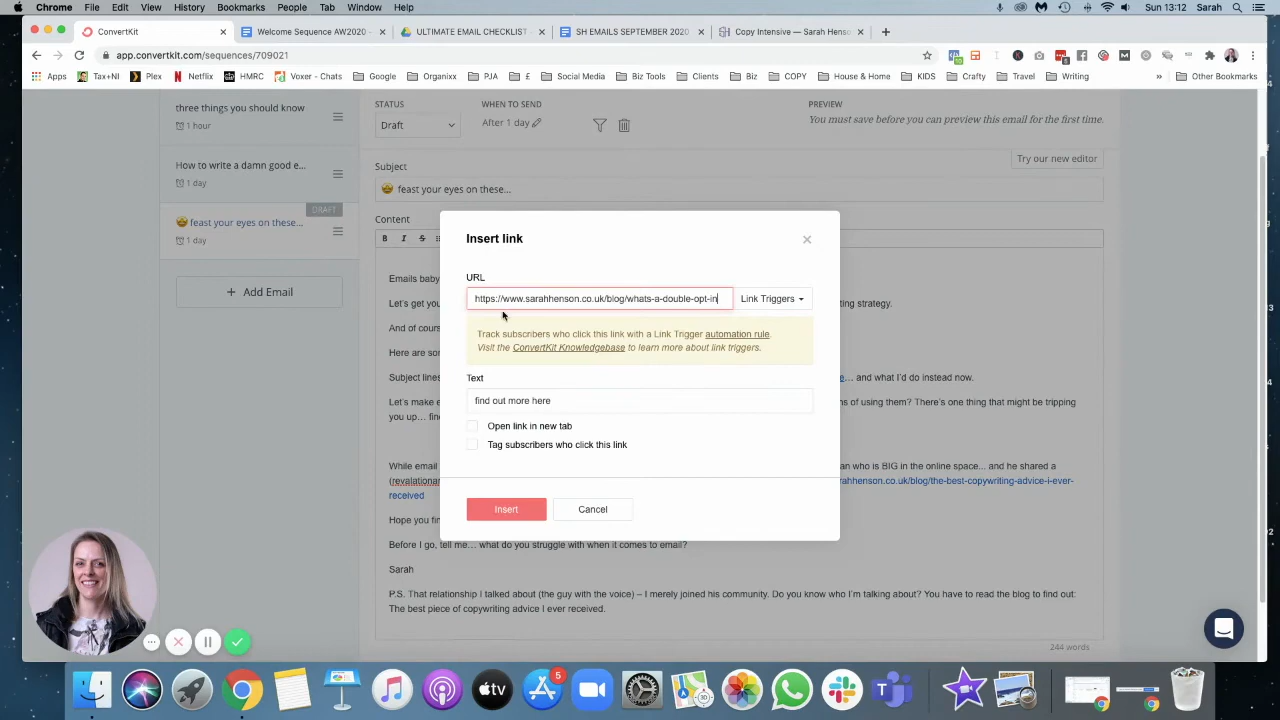 Chrome File Edit View History Bookmarks People Tab Window Help Sun 13:12 Sarah
ConvertKit Welcome Sequence AW2020 - ULTIMATE EMAIL CHECKLIST - SH EMAILS SEPTEMBER 2020 Copy Intensive — Sarah Hens
app.convertkit.com/sequences/709021
Apps Tax+NI Plex Netflix HMRC Voxer - Chats Google Organixx PJA £ Social Media Biz Tools Clients Biz COPY House & Home KIDS Crafty Travel Writing » Other Bookmarks
three things you should know
1 hour
How to write a damn good e...
1 day
DRAFT
feast your eyes on these...
1 day
+ Add Email
STATUS WHEN TO SEND PREVIEW
Draft After 1 day You must save before you can preview this email for the first time.
Try our new editor
Subject
feast your eyes on these...
Content
B I S
Emails baby
Let's get you ing strategy.
And of cours
Here are son
Subject lines e… and what I'd do instead now.
Let's make e ns of using them? There's one thing that might be tripping
you up… fin
While email an who is BIG in the online space... and he shared a
(revalationar rahhenson.co.uk/blog/the-best-copywriting-advice-i-ever-
received
Hope you fin
Before I go, tell me… what do you struggle with when it comes to email?
Sarah
P.S. That relationship I talked about (the guy with the voice) – I merely joined his community. Do you know who I'm talking about? You have to read the blog to find out:
The best piece of copywriting advice I ever received.
244 words
Insert link
URL
https://www.sarahhenson.co.uk/blog/whats-a-double-opt-in Link Triggers
Track subscribers who click this link with a Link Trigger automation rule.
Visit the ConvertKit Knowledgebase to learn more about link triggers.
Text
find out more here
Open link in new tab
Tag subscribers who click this link
Insert Cancel
5
tv
30